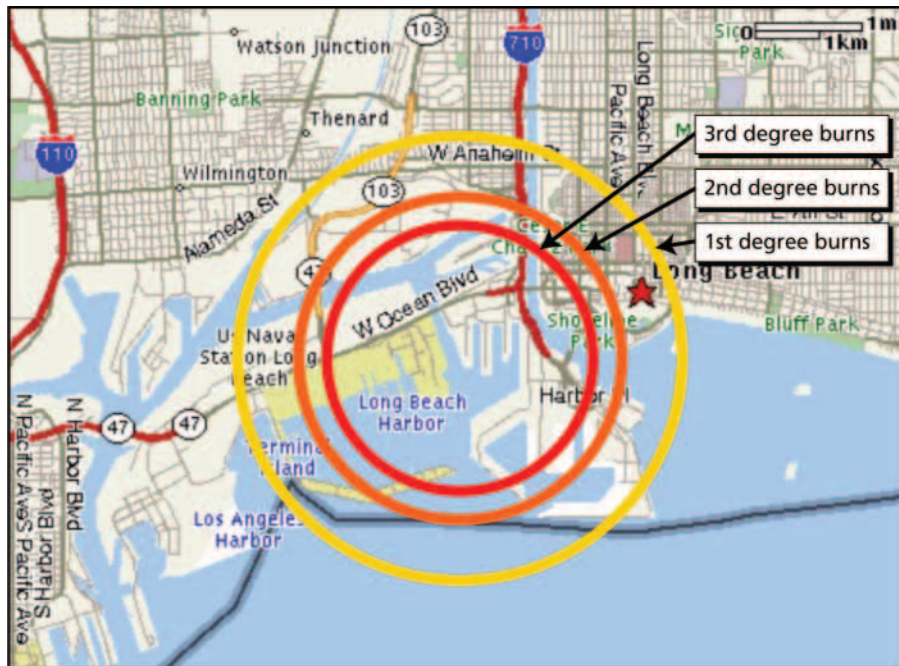 103
Watson Junction
710
Long Beach Blvd
Pacific Ave
Park
0
1m
1km
Banning Park
Thenard
3rd degree burns
110
W Anaheim St
Wilmington
103
2nd degree burns
Alameda St
1st degree burns
47
Long Beach
W Ocean Blvd
Shoreline
Park
Bluff Park
US Naval
Station Long
Beach
Long Beach
Harbor
Harbor Pl
47
47
N Harbor Blvd
N Pacific Ave
Terminal
Island
Los Angeles
Harbor
S Harbor Blvd
S Pacific Ave